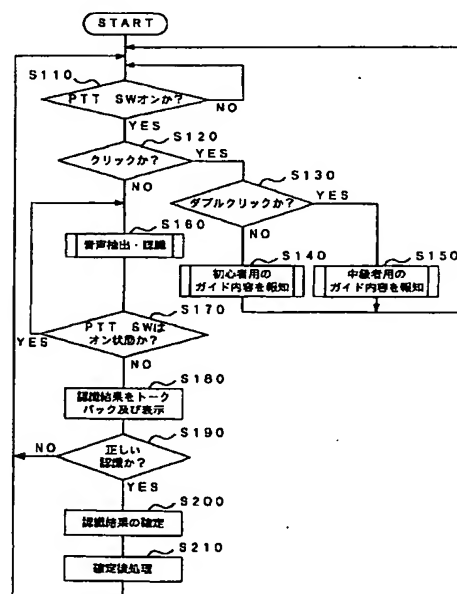 START
S110
PTT SWオンか?
NO
YES
S120
クリックか?
YES
NO
S130
ダブルクリックか?
YES
NO
S160
音声抽出・認識
S140
初心者用の
ガイド内容を報知
S150
中級者用の
ガイド内容を報知
S170
PTT SWは
オン状態か?
YES
NO
S180
認識結果をトーク
バック及び表示
S190
正しい
認識か?
NO
YES
S200
認識結果の確定
S210
確定後処理